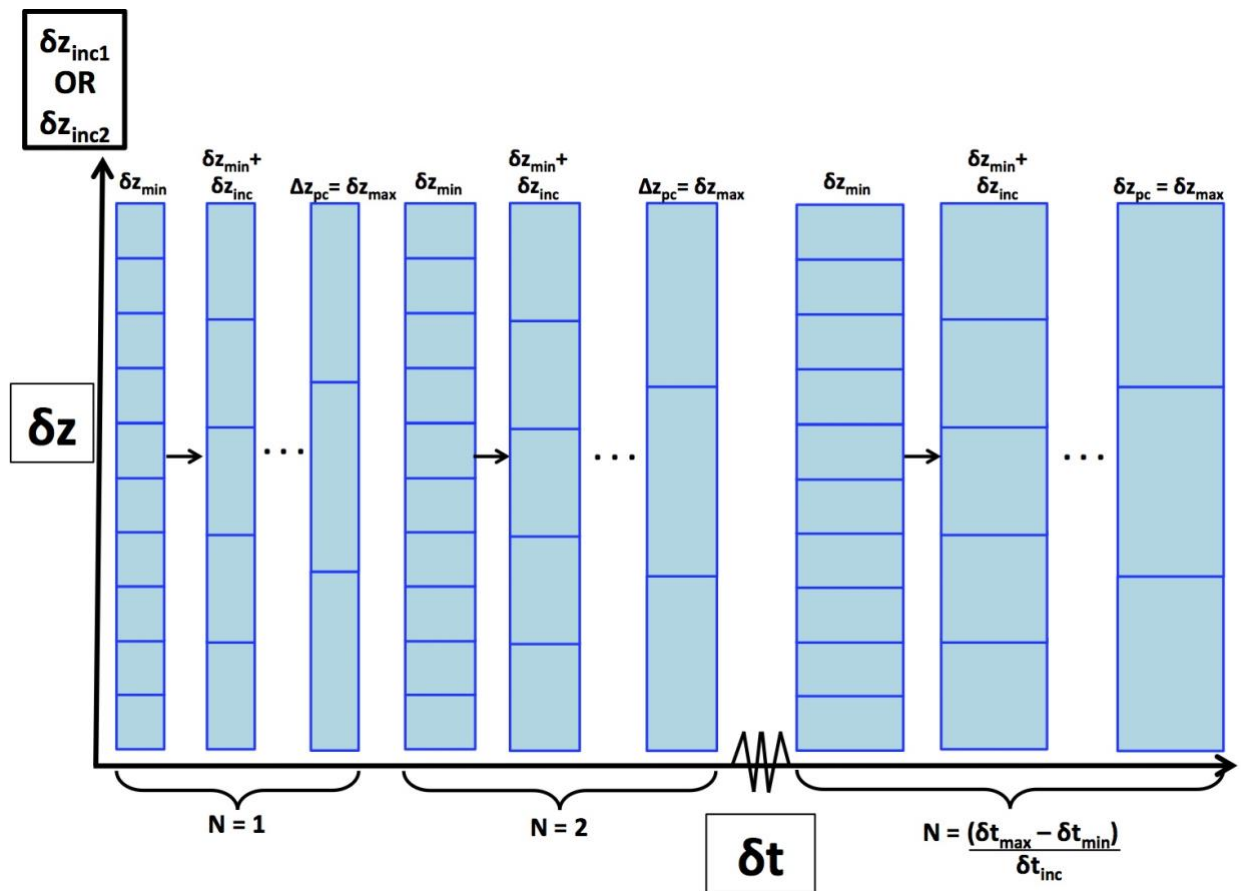 δz_inc1
OR
δz_inc2
δz_min
δz_min+
δz_inc
Δz_pc= δz_max
δz_min
δz_min+
δz_inc
Δz_pc= δz_max
δz_min
δz_min+
δz_inc
δz_pc = δz_max
δz
. . .
. . .
. . .
N = 1
N = 2
δt
N = (δt_max – δt_min)
δt_inc